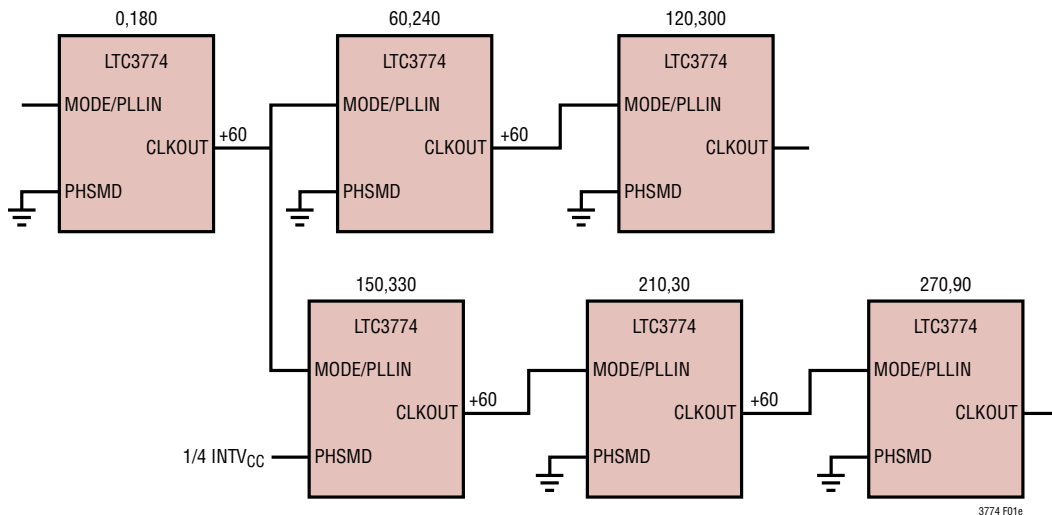 0,180
60,240
120,300
LTC3774
LTC3774
LTC3774
MODE/PLLIN
MODE/PLLIN
MODE/PLLIN
+60
+60
CLKOUT
CLKOUT
CLKOUT
PHSMD
PHSMD
PHSMD
150,330
210,30
270,90
LTC3774
LTC3774
LTC3774
MODE/PLLIN
MODE/PLLIN
MODE/PLLIN
+60
+60
CLKOUT
CLKOUT
CLKOUT
1/4 INTVCC
PHSMD
PHSMD
PHSMD
3774 F01e